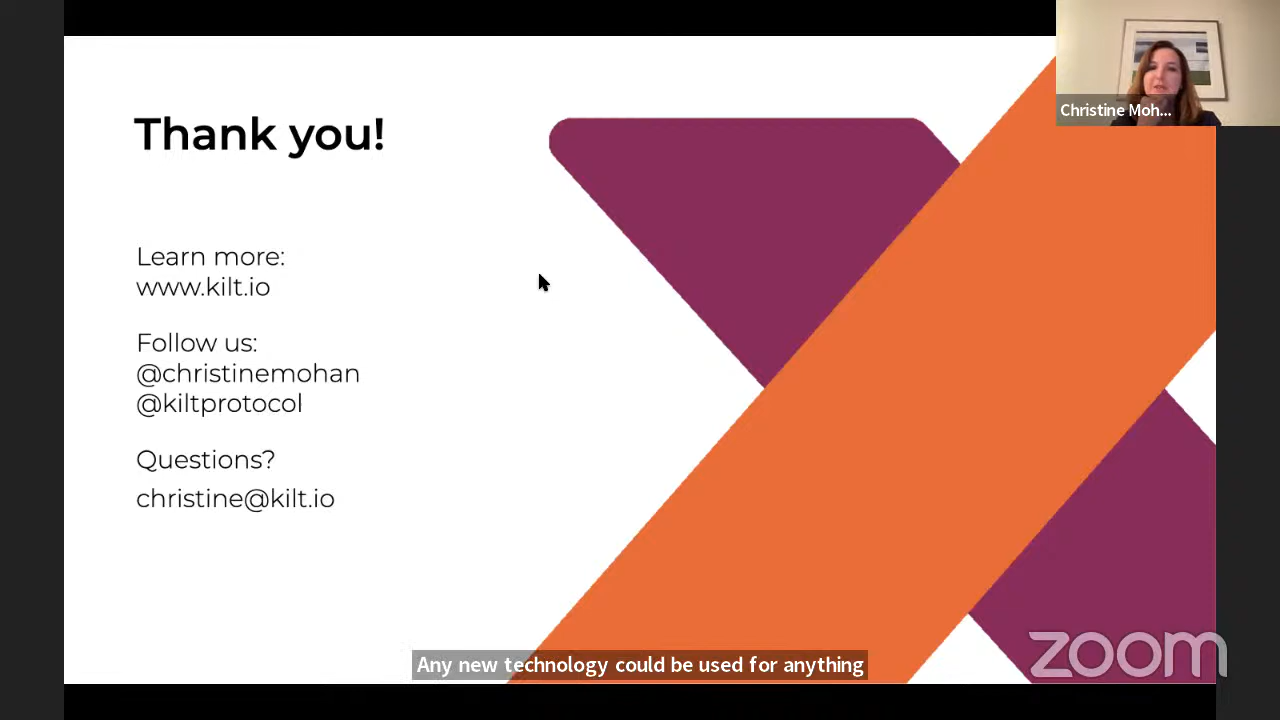 Thank you!
Learn more:
www.kilt.io
Follow us:
@christinemohan
@kiltprotocol
Questions?
christine@kilt.io
Christine Moh...
Any new technology could be used for anything
zoom